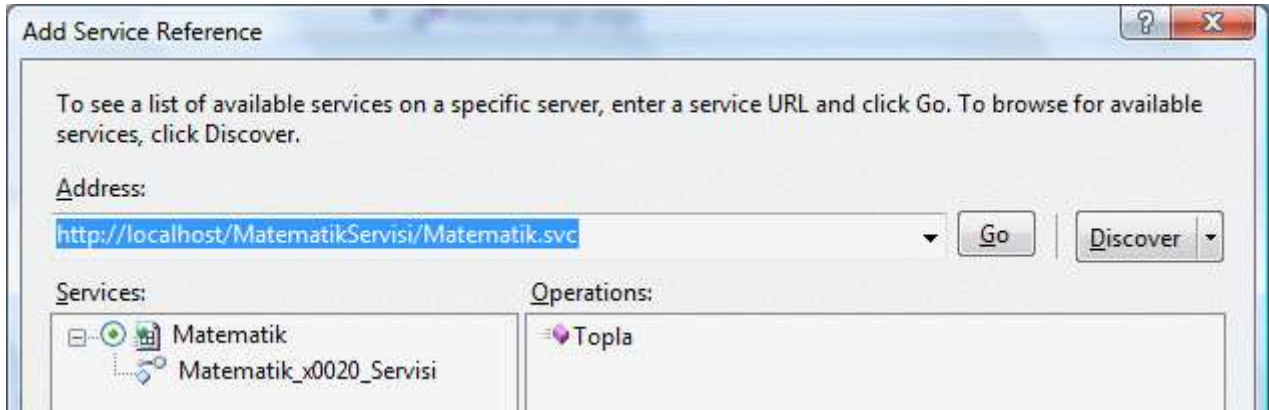 Add Service Reference
To see a list of available services on a specific server, enter a service URL and click Go. To browse for available
services, click Discover.
Address:
http://localhost/MatematikServisi/Matematik.svc
Go
Discover
Services:
Operations:
Matematik
Topla
Matematik_x0020_Servisi